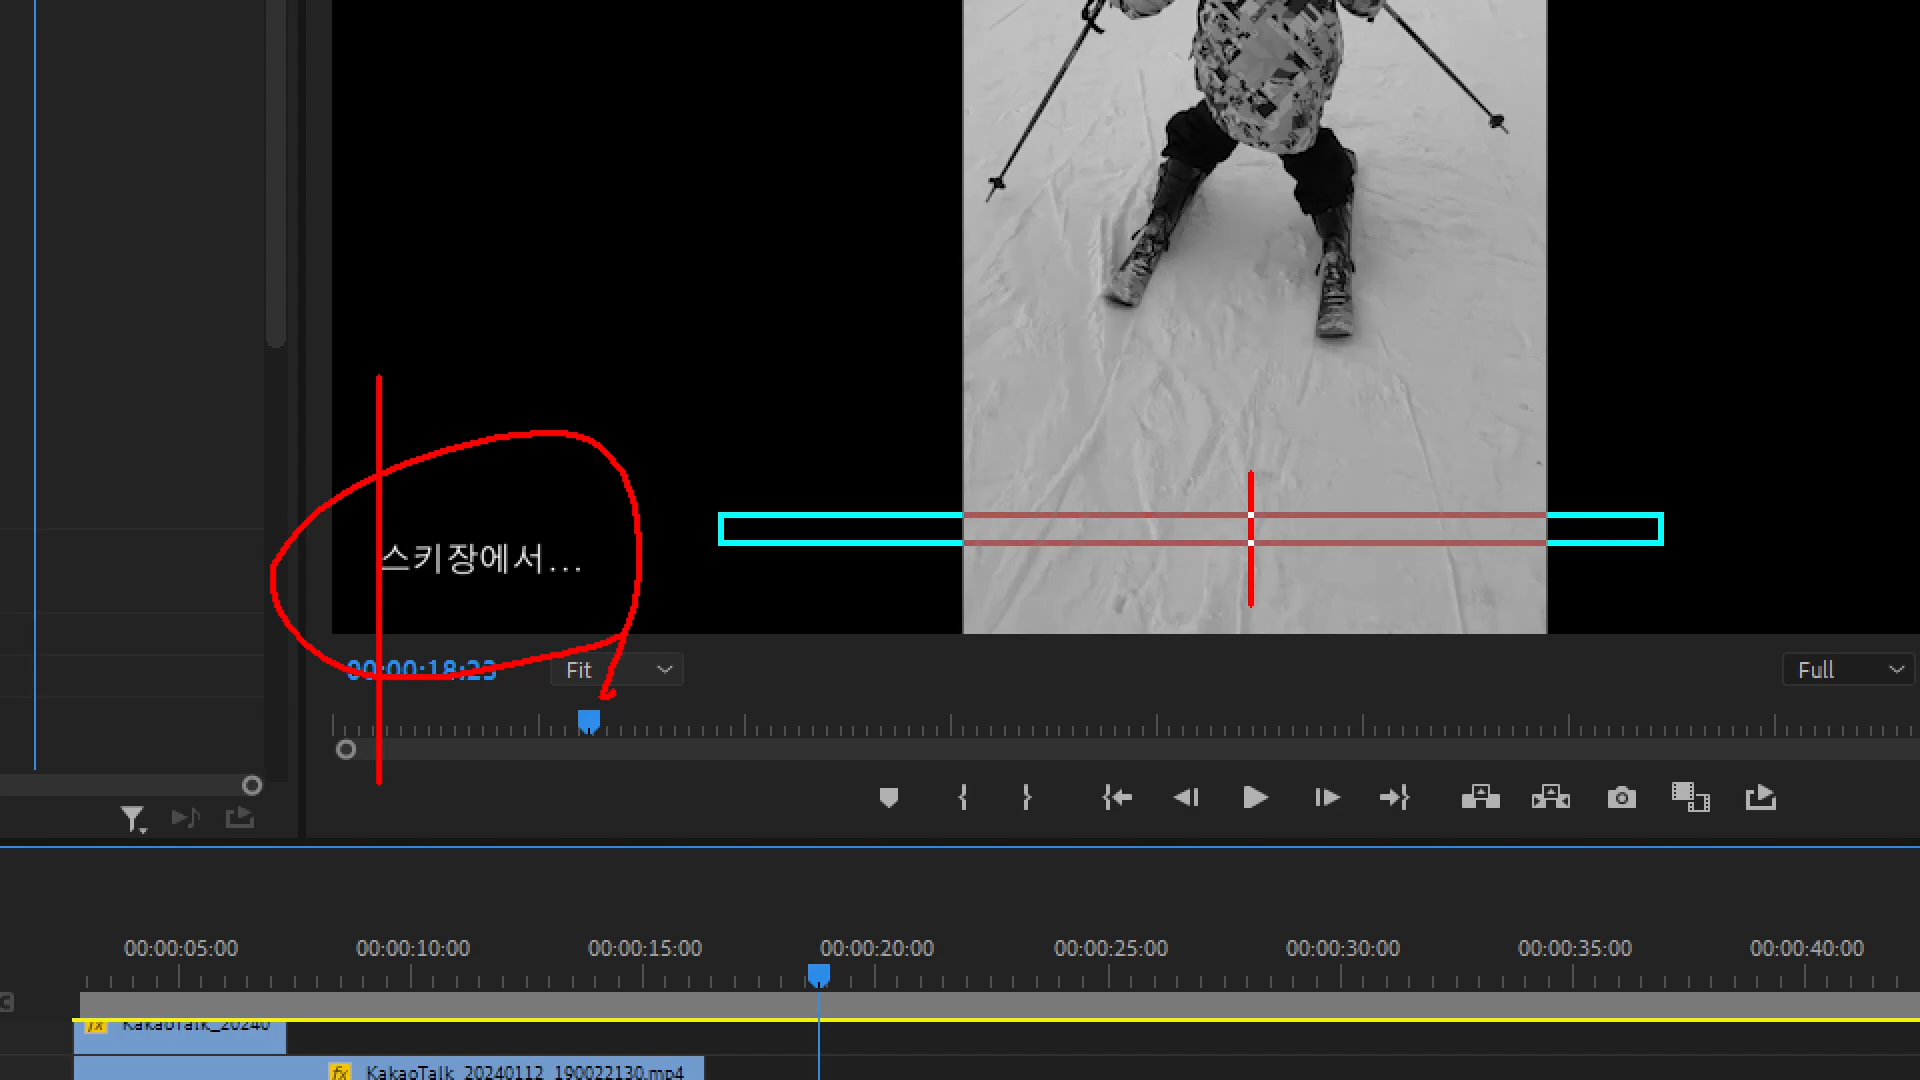 스키장에서...
00:00:18:23
Fit
Full
00:00:05:00 00:00:10:00 00:00:15:00 00:00:20:00 00:00:25:00 00:00:30:00 00:00:35:00 00:00:40:00
fx KakaoTalk_20240
fx KakaoTalk_20240112_190022130.mp4